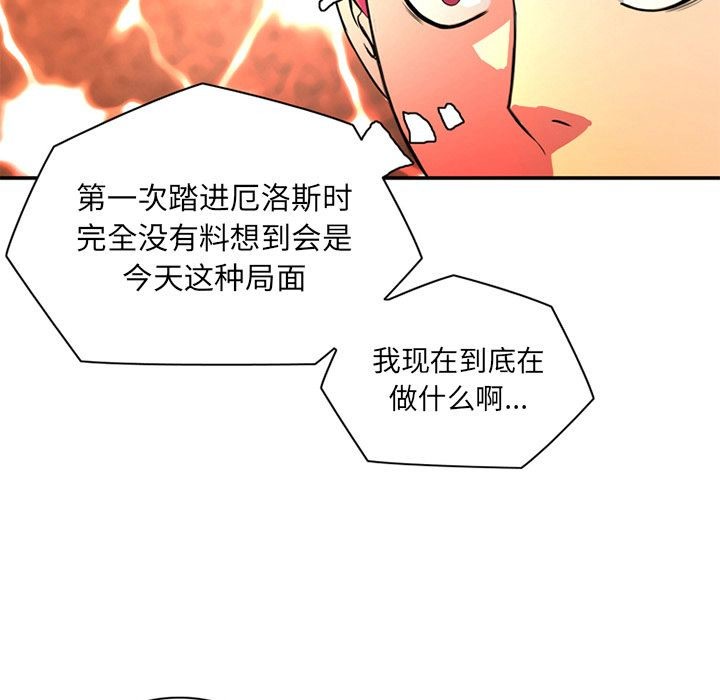 第一次踏进厄洛斯时
完全没有料想到会是
今天这种局面
我现在到底在
做什么啊...